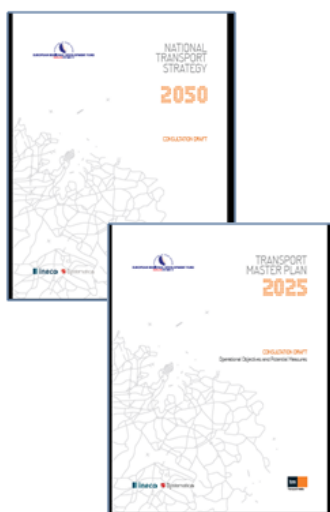 NATIONAL
TRANSPORT
STRATEGY
2050
CONSULTATION DRAFT
ineco
TRANSPORT
MASTER PLAN
2025
CONSULTATION DRAFT
Operational Objectives and Potential Measures
ineco